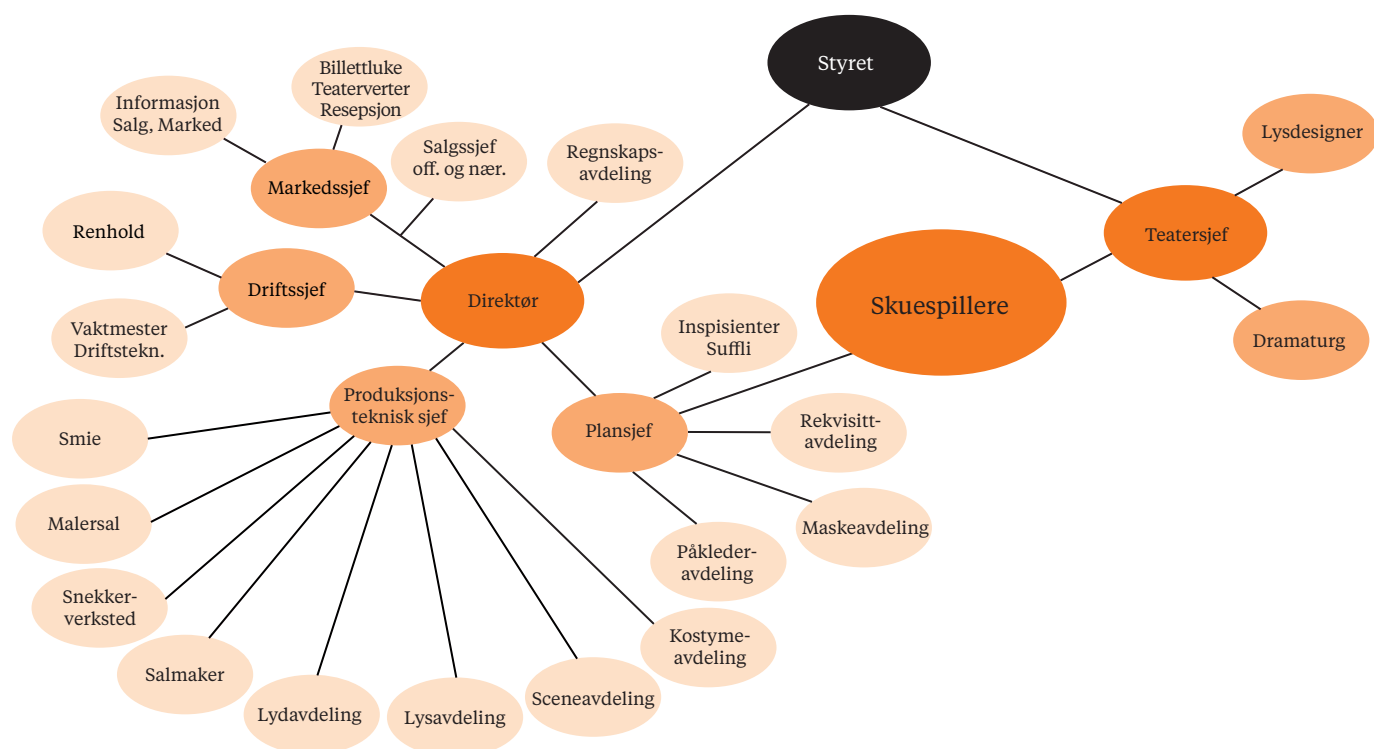 Styret
Billettluke
Teaterverter
Resepsjon
Informasjon
Salg, Marked
Salgssjef
off. og nær.
Regnskaps-
avdeling
Lysdesigner
Markedssjef
Renhold
Teatersjef
Driftssjef
Direktør
Skuespillere
Vaktmester
Driftstekn.
Inspisienter
Suffli
Dramaturg
Produksjons-
teknisk sjef
Plansjef
Rekvisitt-
avdeling
Smie
Malersal
Maskeavdeling
Påkleder-
avdeling
Snekker-
verksted
Kostyme-
avdeling
Salmaker
Sceneavdeling
Lydavdeling
Lysavdeling